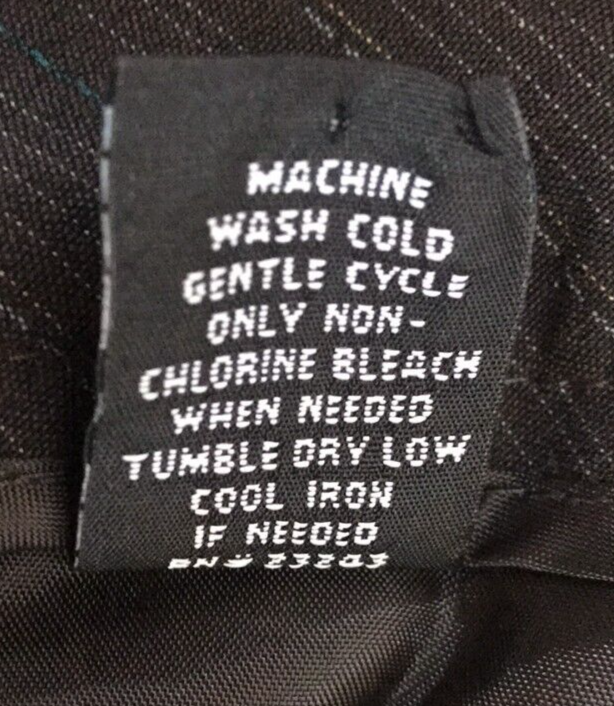 MACHINE
WASH COLD
GENTLE CYCLE
ONLY NON-
CHLORINE BLEACH
WHEN NEEDED
TUMBLE DRY LOW
COOL IRON
IF NEEDED